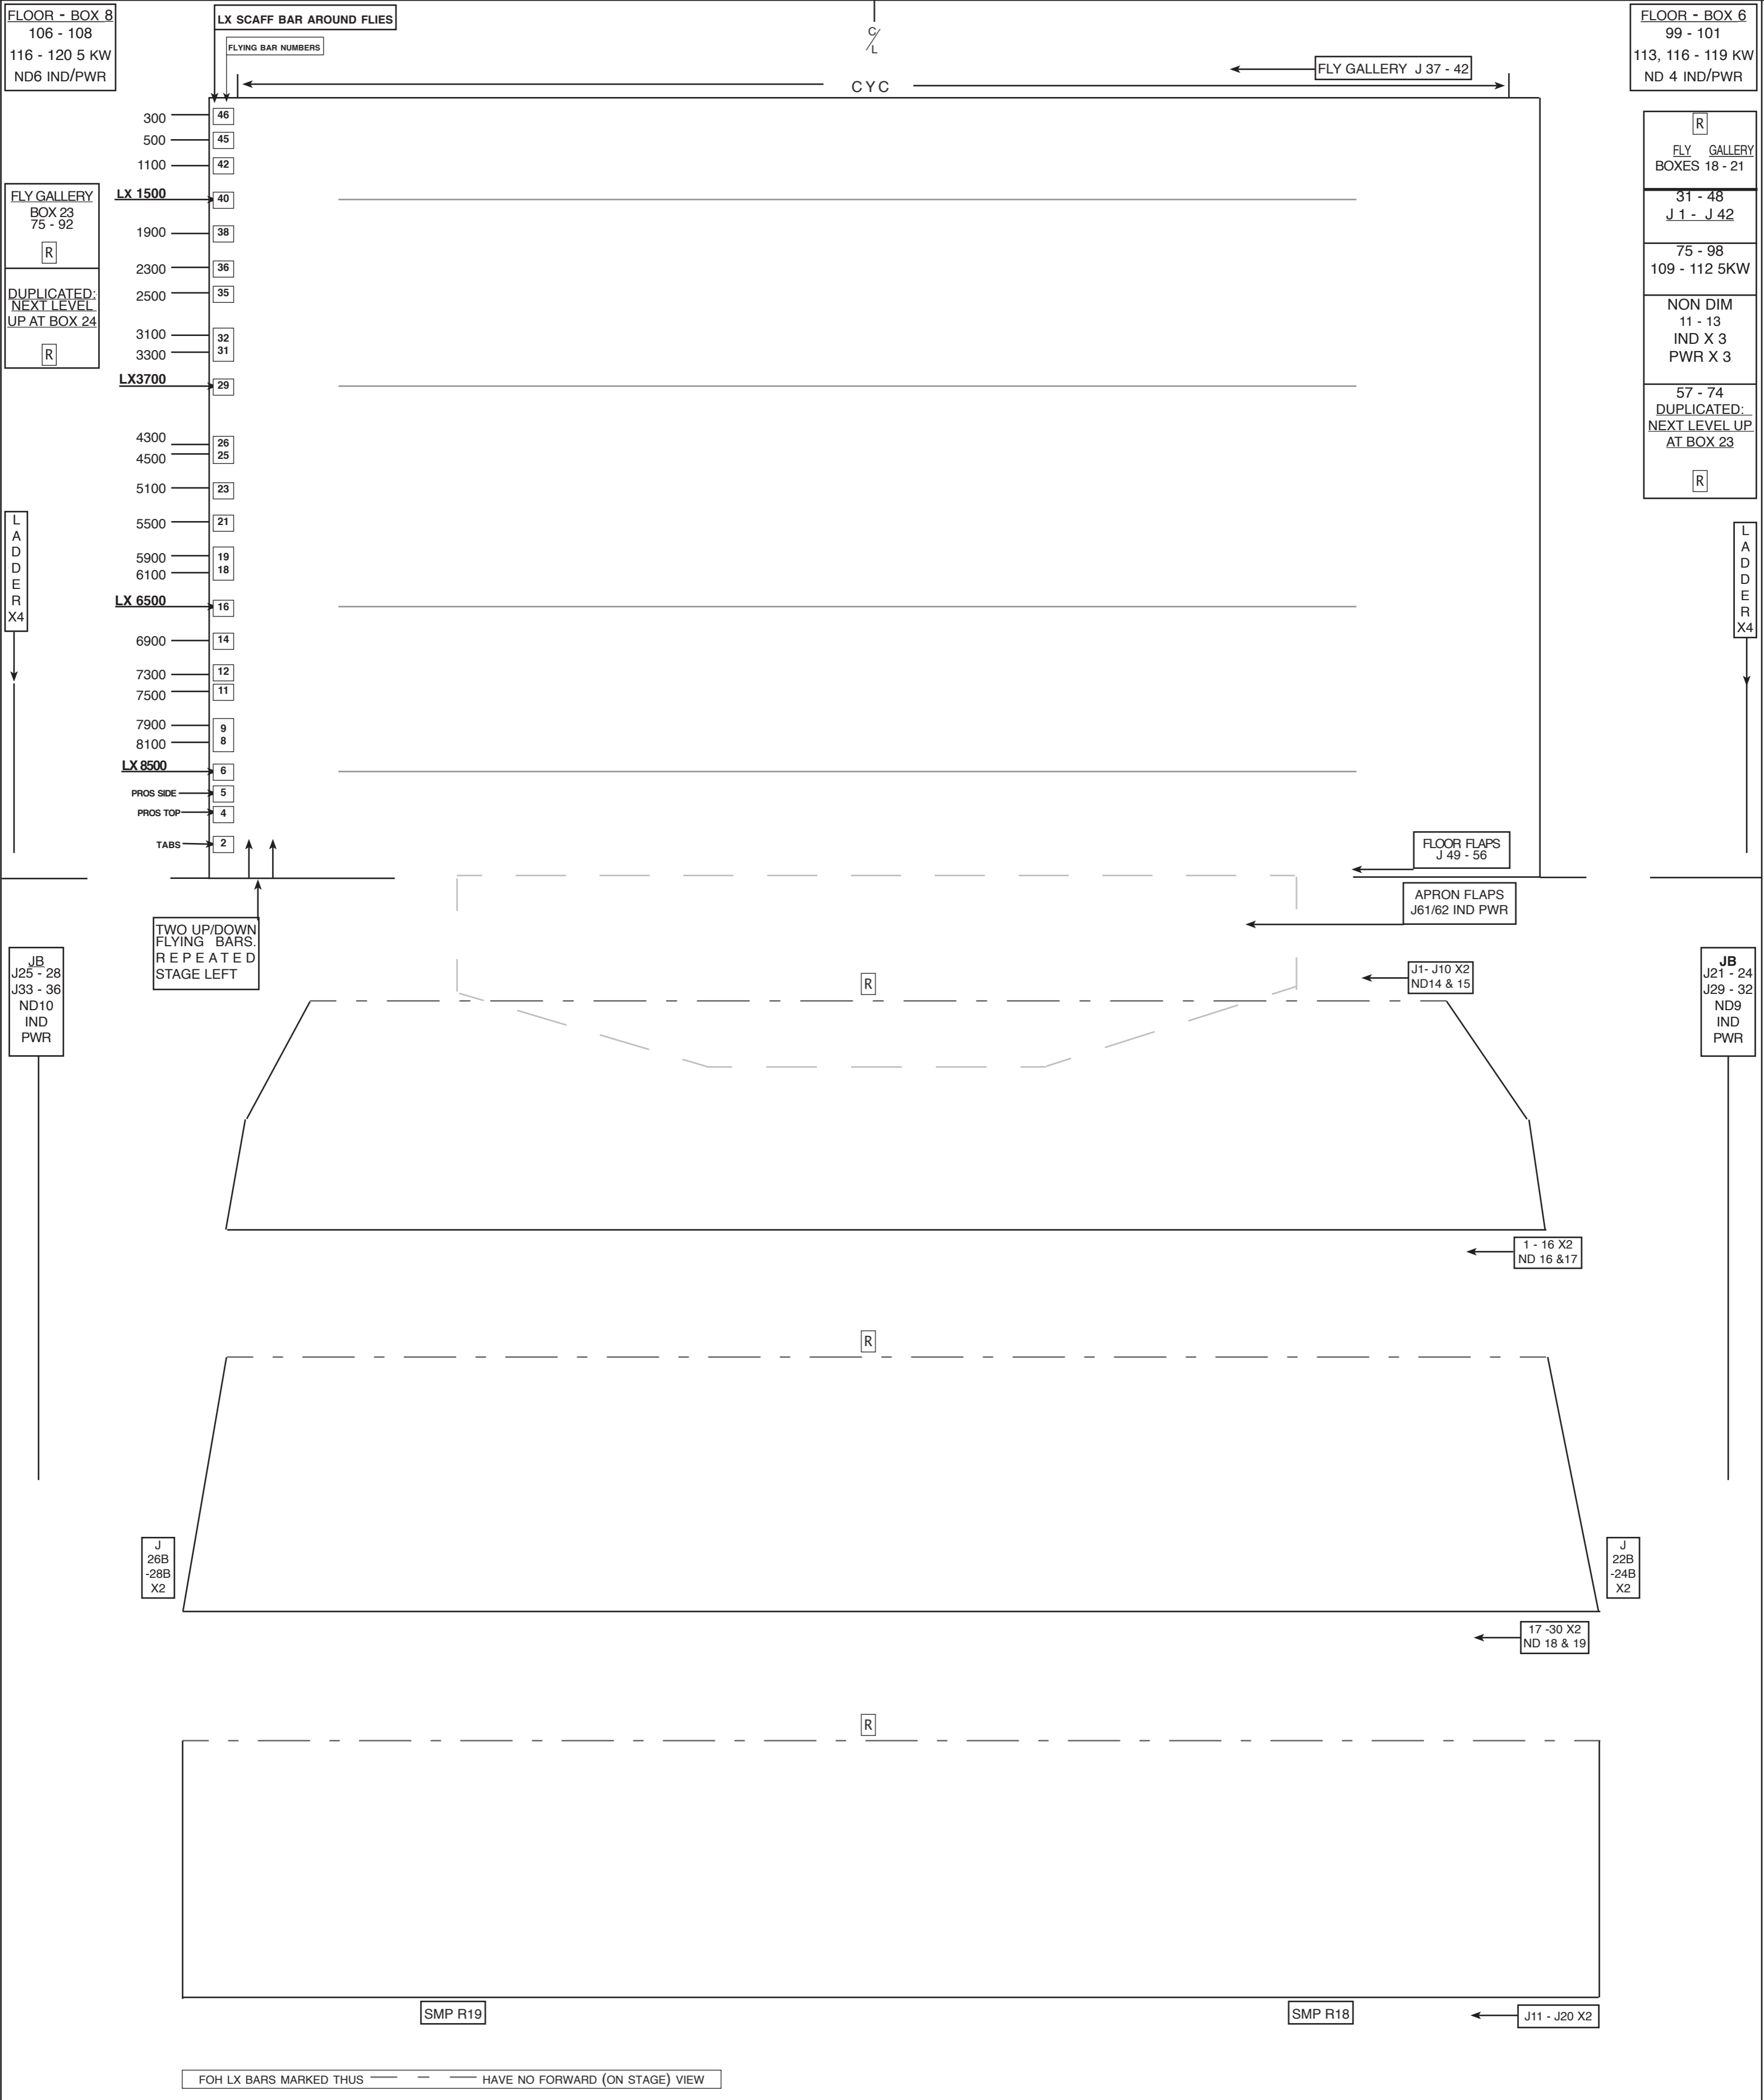 FLOOR - BOX 8
106 - 108
116 - 120 5 KW
ND6 IND/PWR
LX SCAFF BAR AROUND FLIES
FLYING BAR NUMBERS
C/L
FLY GALLERY J 37 - 42
CYC
FLOOR - BOX 6
99 - 101
113, 116 - 119 KW
ND 4 IND/PWR
300 46
500 45
1100 42
LX 1500 40
1900 38
2300 36
2500 35
3100 32
3300 31
LX3700 29
4300 26
4500 25
5100 23
5500 21
5900 19
6100 18
LX 6500 16
6900 14
7300 12
7500 11
7900 9
8100 8
LX 8500 6
PROS SIDE 5
PROS TOP 4
TABS 2
FLY GALLERY
BOX 23
75 - 92
R
DUPLICATED:
NEXT LEVEL
UP AT BOX 24
R
R
FLY GALLERY
BOXES 18 - 21
31 - 48
J 1 - J 42
75 - 98
109 - 112 5KW
NON DIM
11 - 13
IND X 3
PWR X 3
57 - 74
DUPLICATED:
NEXT LEVEL UP
AT BOX 23
R
L
A
D
D
E
R
X4
L
A
D
D
E
R
X4
FLOOR FLAPS
J 49 - 56
APRON FLAPS
J61/62 IND PWR
TWO UP/DOWN
FLYING BARS.
REPEATED
STAGE LEFT
JB
J25 - 28
J33 - 36
ND10
IND
PWR
R
J1- J10 X2
ND14 & 15
JB
J21 - 24
J29 - 32
ND9
IND
PWR
1 - 16 X2
ND 16 &17
R
J
26B
-28B
X2
J
22B
-24B
X2
17 -30 X2
ND 18 & 19
R
SMP R19
SMP R18
J11 - J20 X2
FOH LX BARS MARKED THUS HAVE NO FORWARD (ON STAGE) VIEW